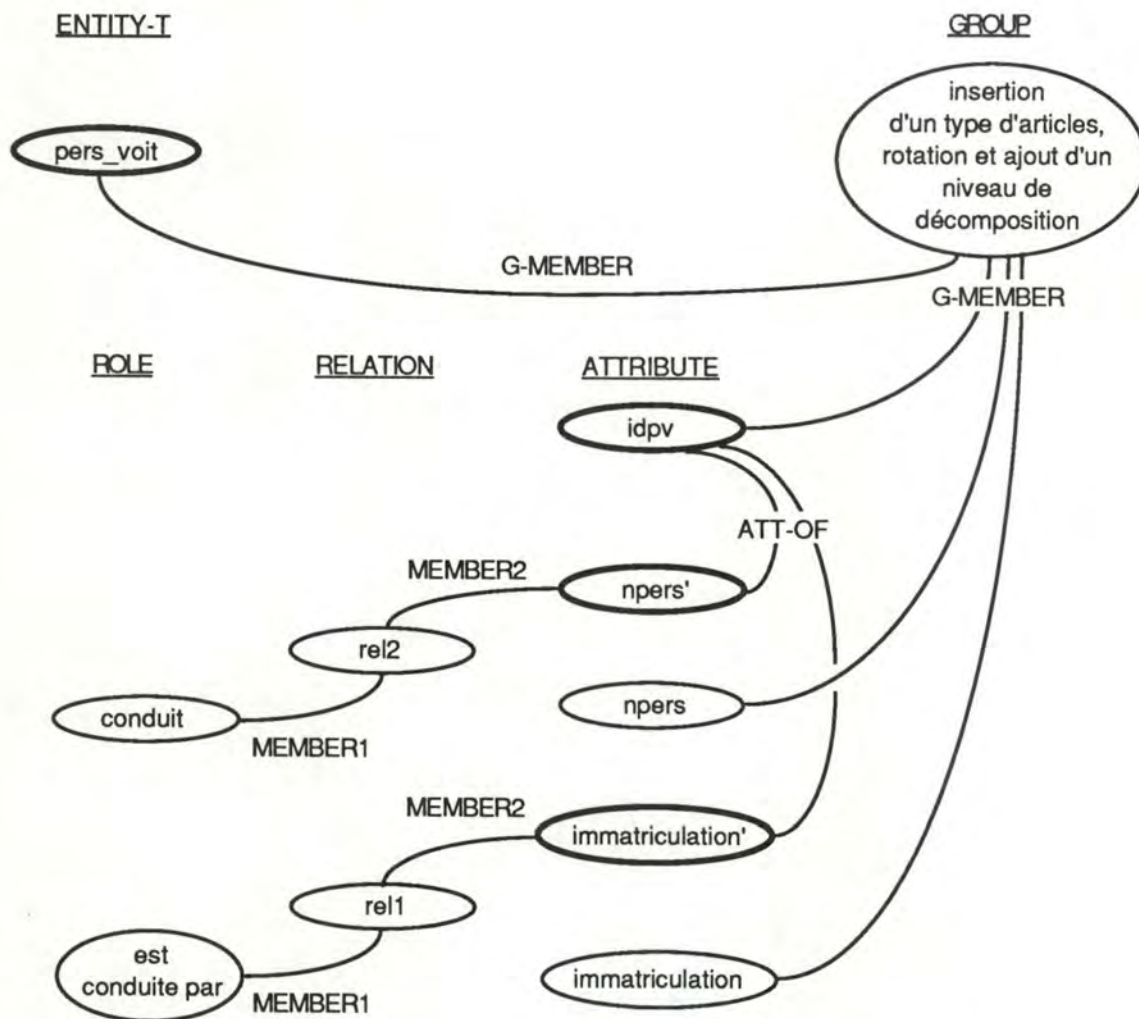 ENTITY-T
GROUP
insertion
d'un type d'articles,
rotation et ajout d'un
niveau de
décomposition
pers_voit
G-MEMBER
G-MEMBER
ROLE
RELATION
ATTRIBUTE
idpv
ATT-OF
MEMBER2
npers'
rel2
conduit
npers
MEMBER1
MEMBER2
immatriculation'
rel1
est
conduite par
immatriculation
MEMBER1